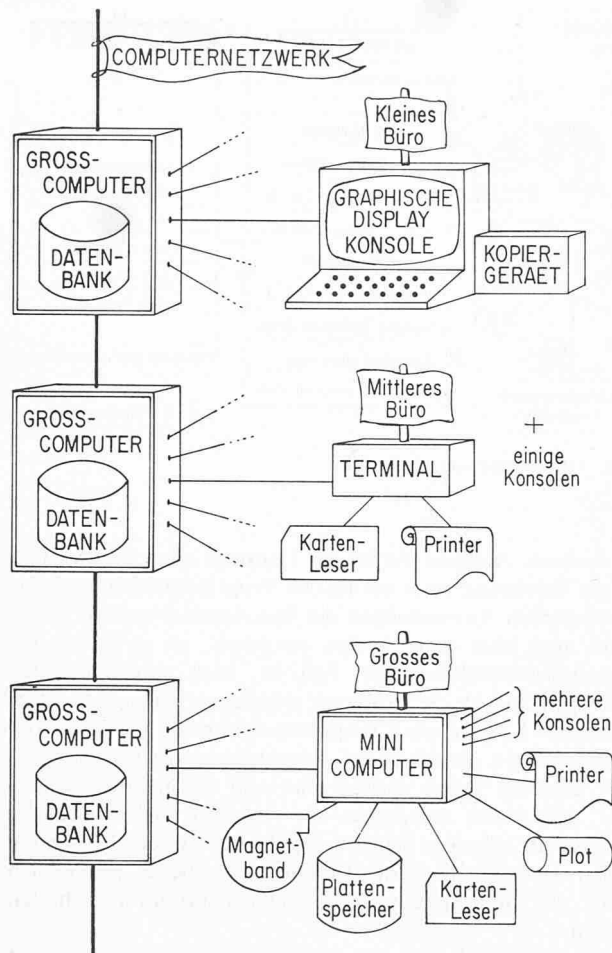 COMPUTERNETZWERK
Kleines
Büro
GROSS-
COMPUTER
DATEN-
BANK
GRAPHISCHE
DISPLAY
KONSOLE
KOPIER-
GERAET
Mittleres
Büro
GROSS-
COMPUTER
DATEN-
BANK
TERMINAL
+
einige
Konsolen
Karten-
Leser
Printer
Grosses
Büro
GROSS-
COMPUTER
DATEN-
BANK
MINI
COMPUTER
mehrere
Konsolen
Printer
Plot
Magnet-
band
Platten-
speicher
Karten-
Leser